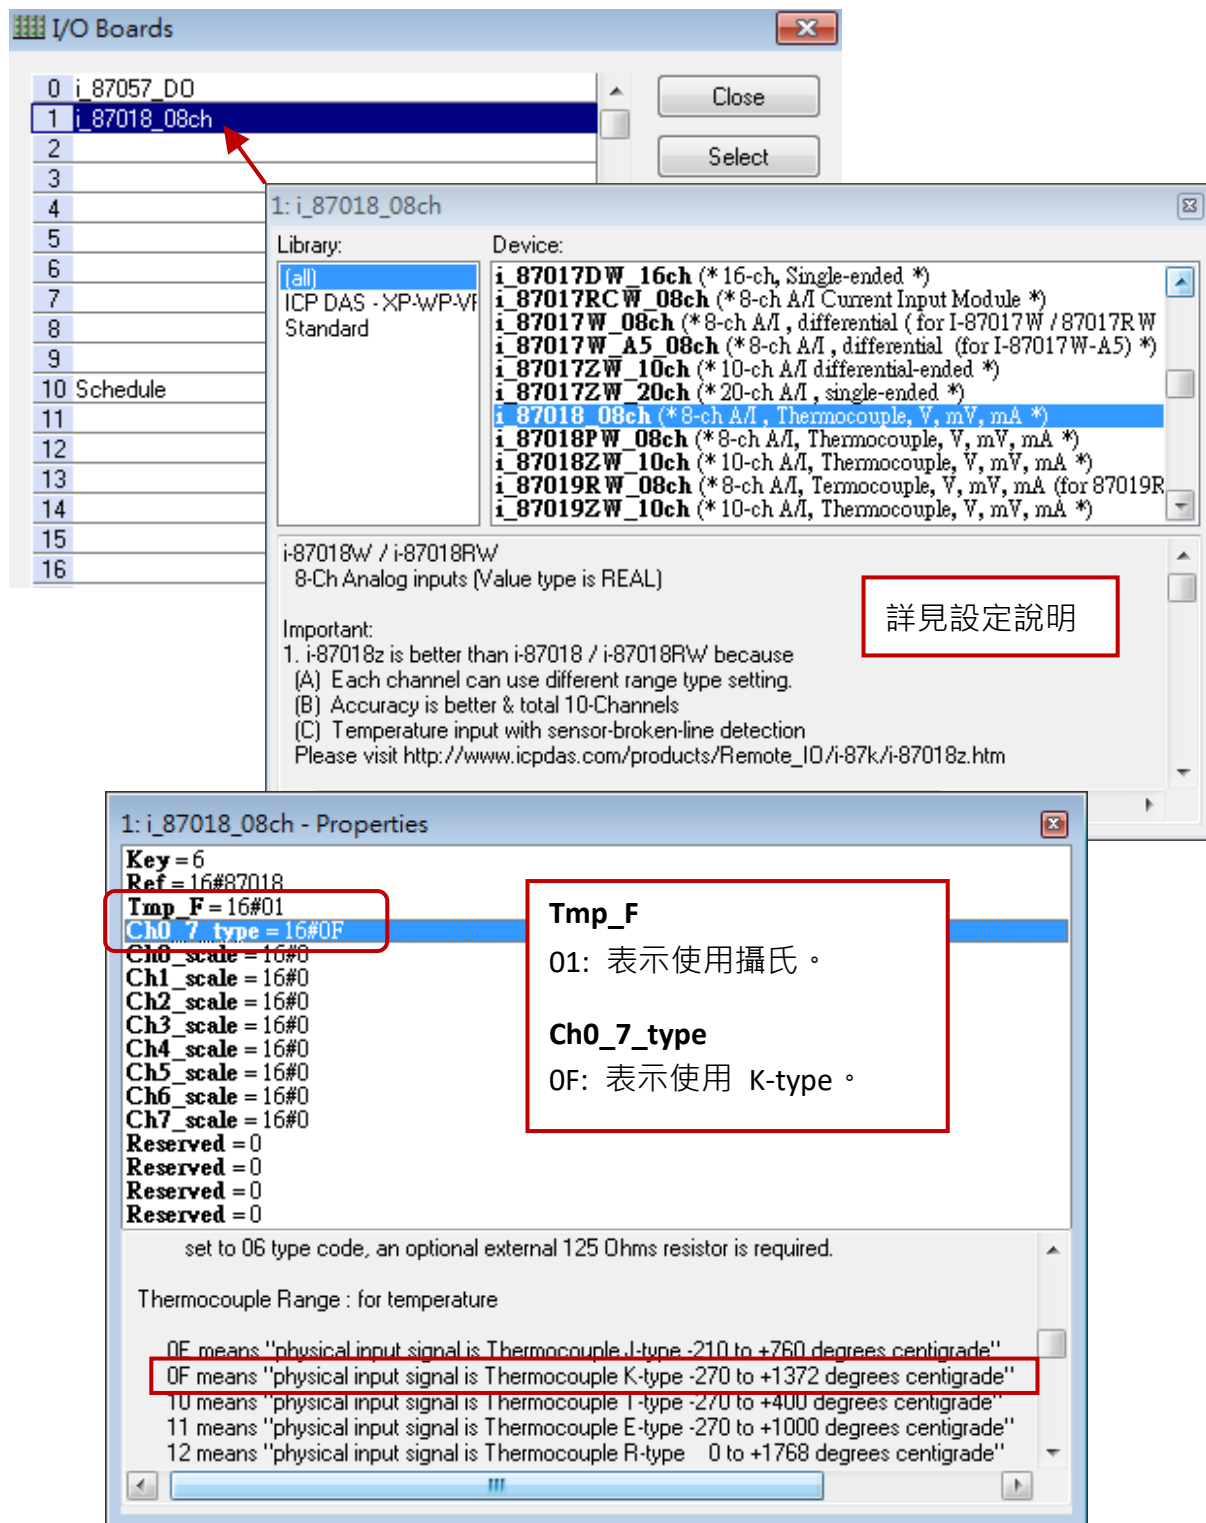 I/O Boards
0 i_87057_DO
1 i_87018_08ch
2
3
4
5
6
7
8
9
10 Schedule
11
12
13
14
15
16
Close
Select
1: i_87018_08ch
Library:
(all)
ICP DAS - XP-WP-VF
Standard
Device:
i_87017DW_16ch (* 16-ch, Single-ended *)
i_87017RCW_08ch (* 8-ch A/I Current Input Module *)
i_87017W_08ch (* 8-ch A/I , differential ( for I-87017W / 87017RW
i_87017W_A5_08ch (* 8-ch A/I , differential (for I-87017W-A5) *)
i_87017ZW_10ch (* 10-ch A/I differential-ended *)
i_87017ZW_20ch (* 20-ch A/I , single-ended *)
i_87018_08ch (* 8-ch A/I , Thermocouple, V, mV, mA *)
i_87018PW_08ch (* 8-ch A/I, Thermocouple, V, mV, mA *)
i_87018ZW_10ch (* 10-ch A/I, Thermocouple, V, mV, mA *)
i_87019RW_08ch (* 8-ch A/I, Termocouple, V, mV, mA (for 87019R
i_87019ZW_10ch (* 10-ch A/I, Thermocouple, V, mV, mA *)
i-87018W / i-87018RW
8-Ch Analog inputs (Value type is REAL)
詳見設定說明
Important:
1. i-87018z is better than i-87018 / i-87018RW because
(A) Each channel can use different range type setting.
(B) Accuracy is better & total 10-Channels
(C) Temperature input with sensor-broken-line detection
Please visit http://www.icpdas.com/products/Remote_IO/i-87k/i-87018z.htm
1: i_87018_08ch - Properties
Key = 6
Ref = 16#87018
Tmp_F = 16#01
Ch0_7_type = 16#0F
Ch0_scale = 16#0
Ch1_scale = 16#0
Ch2_scale = 16#0
Ch3_scale = 16#0
Ch4_scale = 16#0
Ch5_scale = 16#0
Ch6_scale = 16#0
Ch7_scale = 16#0
Reserved = 0
Reserved = 0
Reserved = 0
Reserved = 0
Tmp_F
01: 表示使用攝氏。
Ch0_7_type
0F: 表示使用 K-type。
set to 06 type code, an optional external 125 Ohms resistor is required.
Thermocouple Range : for temperature
0E means "physical input signal is Thermocouple J-type -210 to +760 degrees centigrade"
0F means "physical input signal is Thermocouple K-type -270 to +1372 degrees centigrade"
10 means "physical input signal is Thermocouple T-type -270 to +400 degrees centigrade"
11 means "physical input signal is Thermocouple E-type -270 to +1000 degrees centigrade"
12 means "physical input signal is Thermocouple R-type 0 to +1768 degrees centigrade"